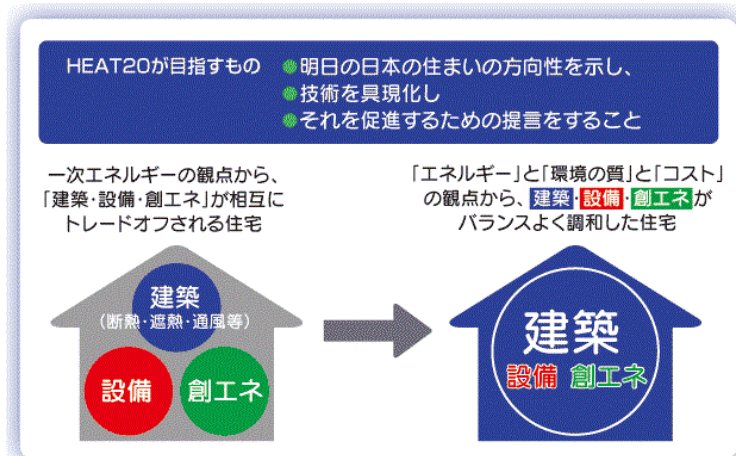 HEAT20が目指すもの ●明日の日本の住まいの方向性を示し、
●技術を具現化し
●それを促進するための提言をすること
一次エネルギーの観点から、
「建築・設備・創エネ」が相互に
トレードオフされる住宅
「エネルギー」と「環境の質」と「コスト」
の観点から、建築・設備・創エネが
バランスよく調和した住宅
建築
（断熱・遮熱・通風等）
設備 創エネ
建築
設備 創エネ